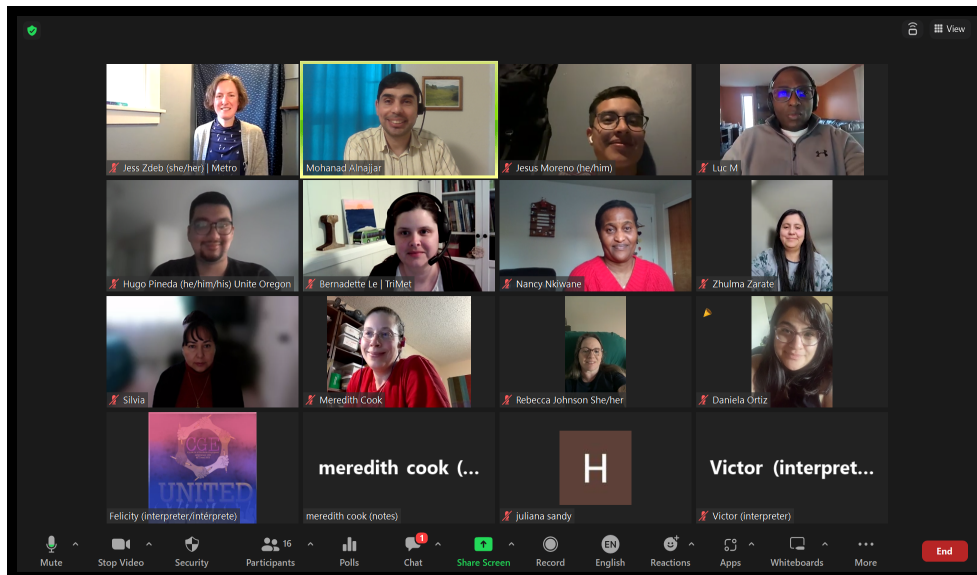 View
Jess Zdeb (she/her) | Metro
Mohanad Alnajjar
Jesus Moreno (he/him)
Luc M
Hugo Pineda (he/him/his) Unite Oregon
Bernadette Le | TriMet
Nancy Nkiwane
Zhulma Zarate
Silvia
Meredith Cook
Rebecca Johnson She/her
Daniela Ortiz
CGE
UNITED
Felicity (interpreter/intérprete)
meredith cook (...
meredith cook (notes)
H
juliana sandy
Victor (interpret...
Victor (interpreter)
16
1
EN
Mute
Stop Video
Security
Participants
Polls
Chat
Share Screen
Record
English
Reactions
Apps
Whiteboards
More
End